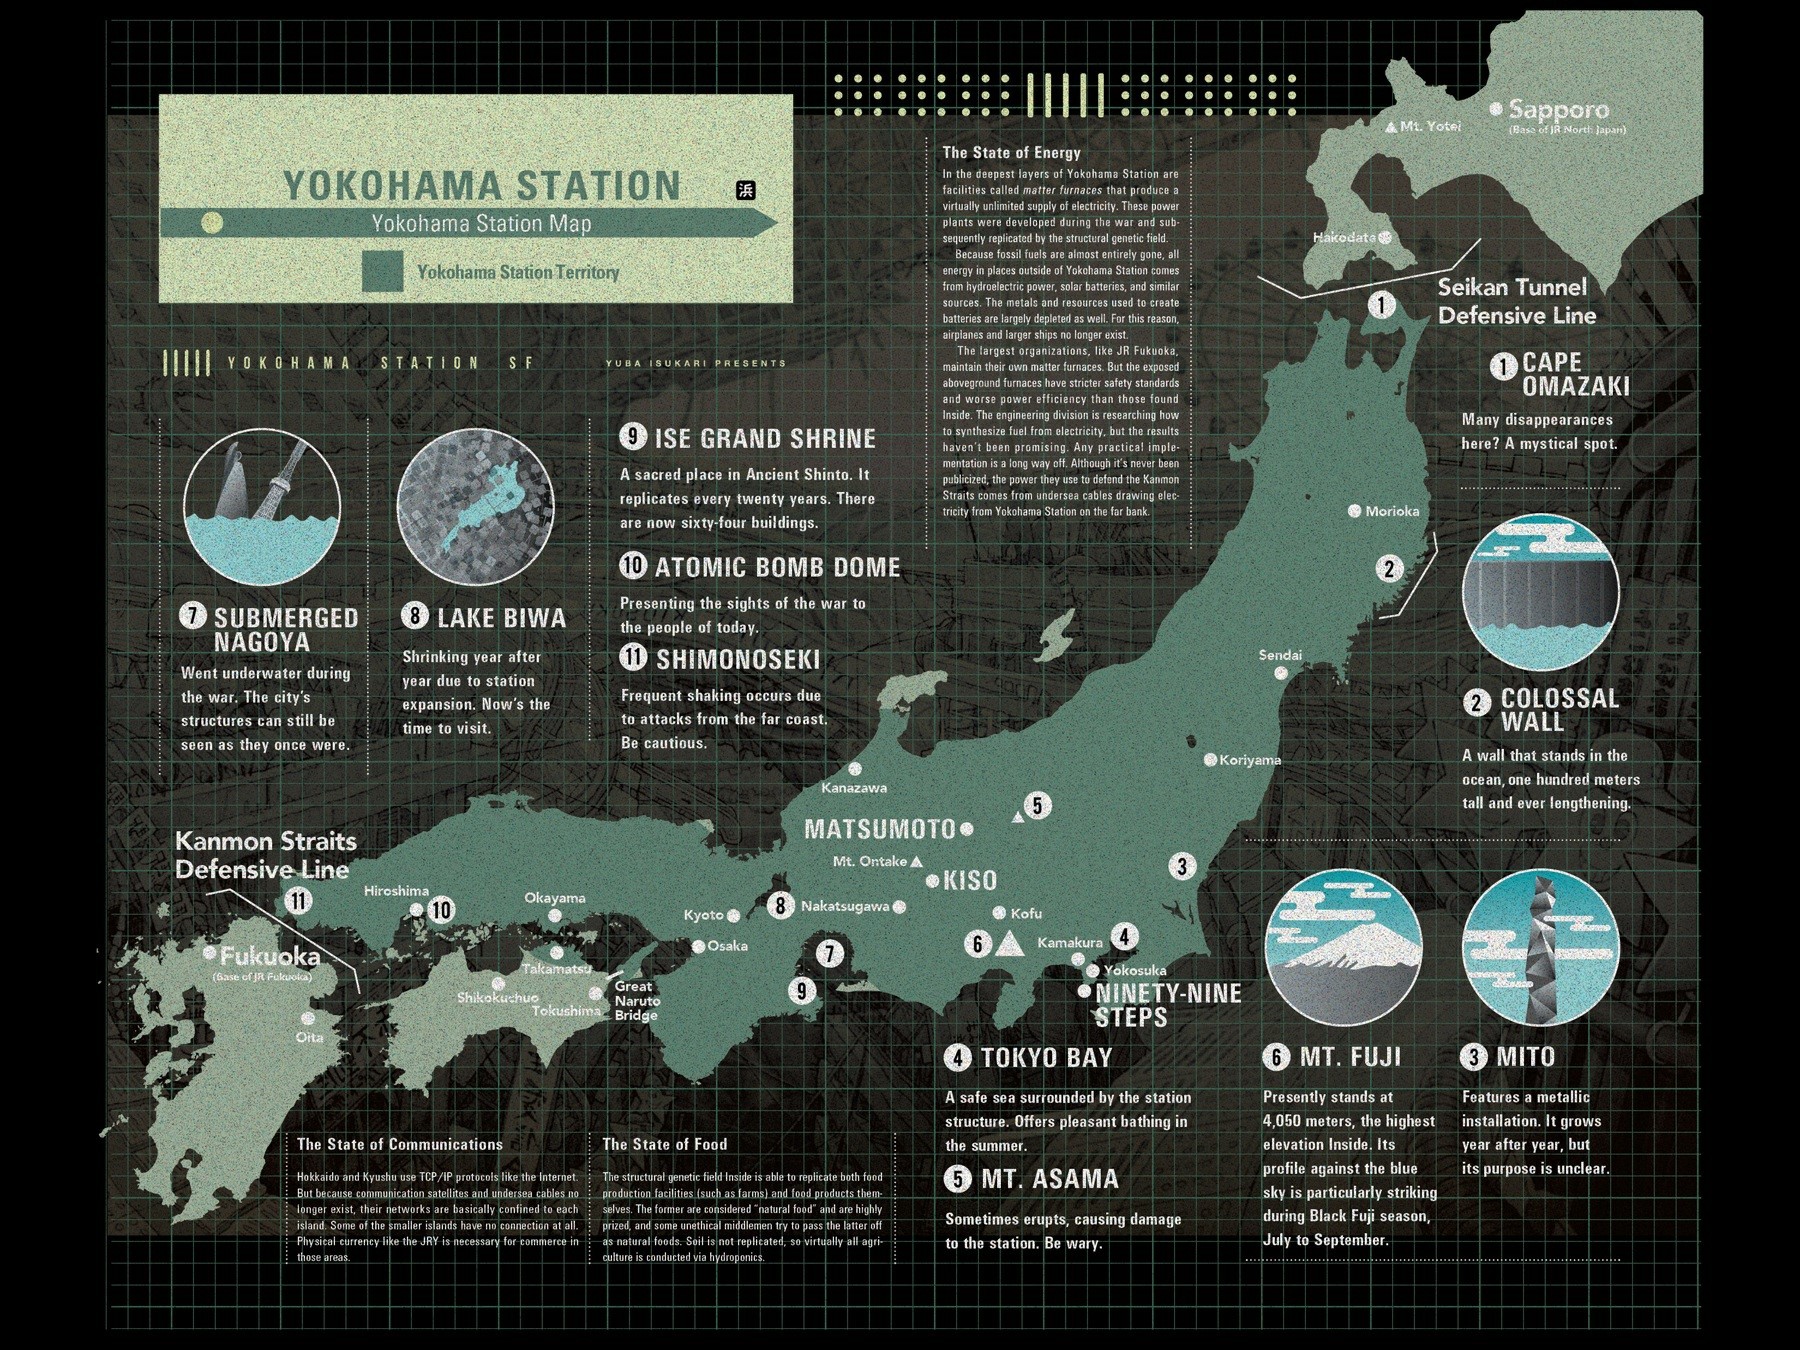 YOKOHAMA STATION
浜
Yokohama Station Map
Yokohama Station Territory
YOKOHAMA STATION SF
YUBA ISUKARI PRESENTS
7 SUBMERGED
NAGOYA
Went underwater during
the war. The city's
structures can still be
seen as they once were.
8 LAKE BIWA
Shrinking year after
year due to station
expansion. Now's the
time to visit.
9 ISE GRAND SHRINE
A sacred place in Ancient Shinto. It
replicates every twenty years. There
are now sixty-four buildings.
10 ATOMIC BOMB DOME
Presenting the sights of the war to
the people of today.
11 SHIMONOSEKI
Frequent shaking occurs due
to attacks from the far coast.
Be cautious.
The State of Energy
In the deepest layers of Yokohama Station are
facilities called matter furnaces that produce a
virtually unlimited supply of electricity. These power
plants were developed during the war and sub-
sequently replicated by the structural genetic field.
Because fossil fuels are almost entirely gone, all
energy in places outside of Yokohama Station comes
from hydroelectric power, solar batteries, and similar
sources. The metals and resources used to create
batteries are largely depleted as well. For this reason,
airplanes and larger ships no longer exist.
The largest organizations, like JR Fukuoka,
maintain their own matter furnaces. But the exposed
aboveground furnaces have stricter safety standards
and worse power efficiency than those found
Inside. The engineering division is researching how
to synthesize fuel from electricity, but the results
haven't been promising. Any practical imple-
mentation is a long way off. Although it's never been
publicized, the power they use to defend the Kanmon
Straits comes from undersea cables drawing elec-
tricity from Yokohama Station on the far bank.
Sapporo
(Base of JR North Japan)
Mt. Yotei
Hakodata
Seikan Tunnel
Defensive Line
1
1 CAPE
OMAZAKI
Many disappearances
here? A mystical spot.
Morioka
2
2 COLOSSAL
WALL
A wall that stands in the
ocean, one hundred meters
tall and ever lengthening.
Sendai
Koriyama
Kanazawa
5
MATSUMOTO
Mt. Ontake
KISO
3
Kanmon Straits
Defensive Line
11
Hiroshima
10
Okayama
Kyoto
8
Nakatsugawa
Kofu
Osaka
7
6
Kamakura
4
Fukuoka
(Base of JR Fukuoka)
Takamatsu
Shikokuchuo
Tokushima
Great
Naruto
Bridge
9
Yokosuka
NINETY-NINE
STEPS
Oita
4 TOKYO BAY
A safe sea surrounded by the station
structure. Offers pleasant bathing in
the summer.
5 MT. ASAMA
Sometimes erupts, causing damage
to the station. Be wary.
6 MT. FUJI
Presently stands at
4,050 meters, the highest
elevation Inside. Its
profile against the blue
sky is particularly striking
during Black Fuji season,
July to September.
3 MITO
Features a metallic
installation. It grows
year after year, but
its purpose is unclear.
The State of Communications
Hokkaido and Kyushu use TCP/IP protocols like the Internet.
But because communication satellites and undersea cables no
longer exist, their networks are basically confined to each
island. Some of the smaller islands have no connection at all.
Physical currency like the JRY is necessary for commerce in
those areas.
The State of Food
The structural genetic field Inside is able to replicate both food
production facilities (such as farms) and food products them-
selves. The former are considered "natural food" and are highly
prized, and some unethical middlemen try to pass the latter off
as natural foods. Soil is not replicated, so virtually all agri-
culture is conducted via hydroponics.